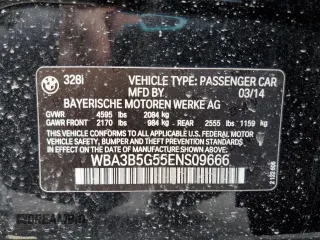 328i VEHICLE TYPE: PASSENGER CAR
MFD.BY 03/14
BAYERISCHE MOTOREN WERKE AG
GVWR 4595 LBS 2084 kg
GAWR FRONT 2170 LBS 984 kg REAR 2555 LBS 1159 kg
THIS VEHICLE CONFORMS TO ALL APPLICABLE
FEDERAL MOTOR VEHICLE SAFETY, BUMPER AND
THEFT PREVENTION STANDARDS IN EFFECT ON THE
DATE OF MANUFACTURE SHOWN ABOVE.
WBA3B5G55ENS09666